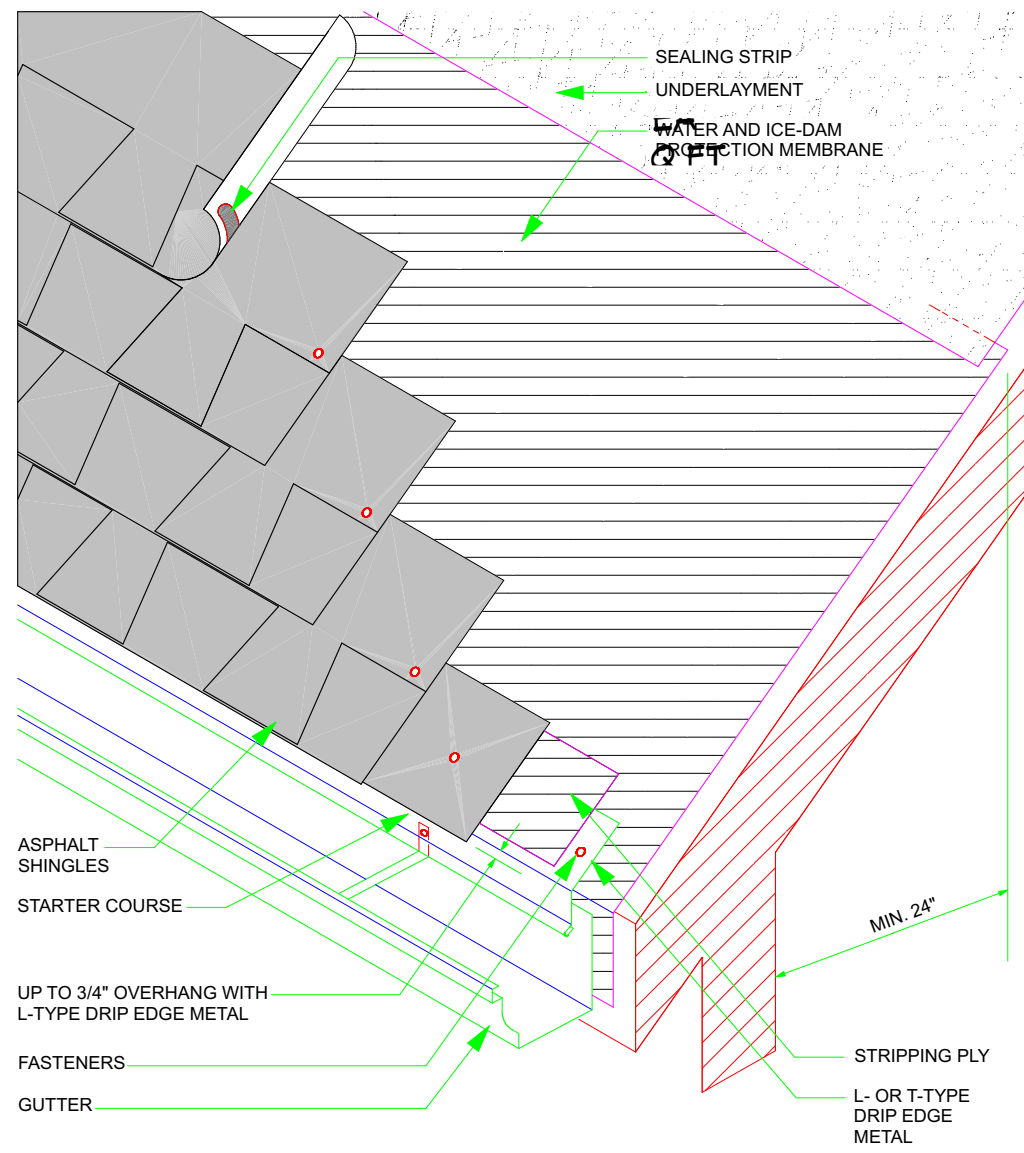 SEALING STRIP
UNDERLAYMENT
WATER AND ICE-DAM
PROTECTION MEMBRANE
ASPHALT
SHINGLES
STARTER COURSE
MIN. 24"
UP TO 3/4" OVERHANG WITH
L-TYPE DRIP EDGE METAL
FASTENERS
GUTTER
STRIPPING PLY
L- OR T-TYPE
DRIP EDGE
METAL